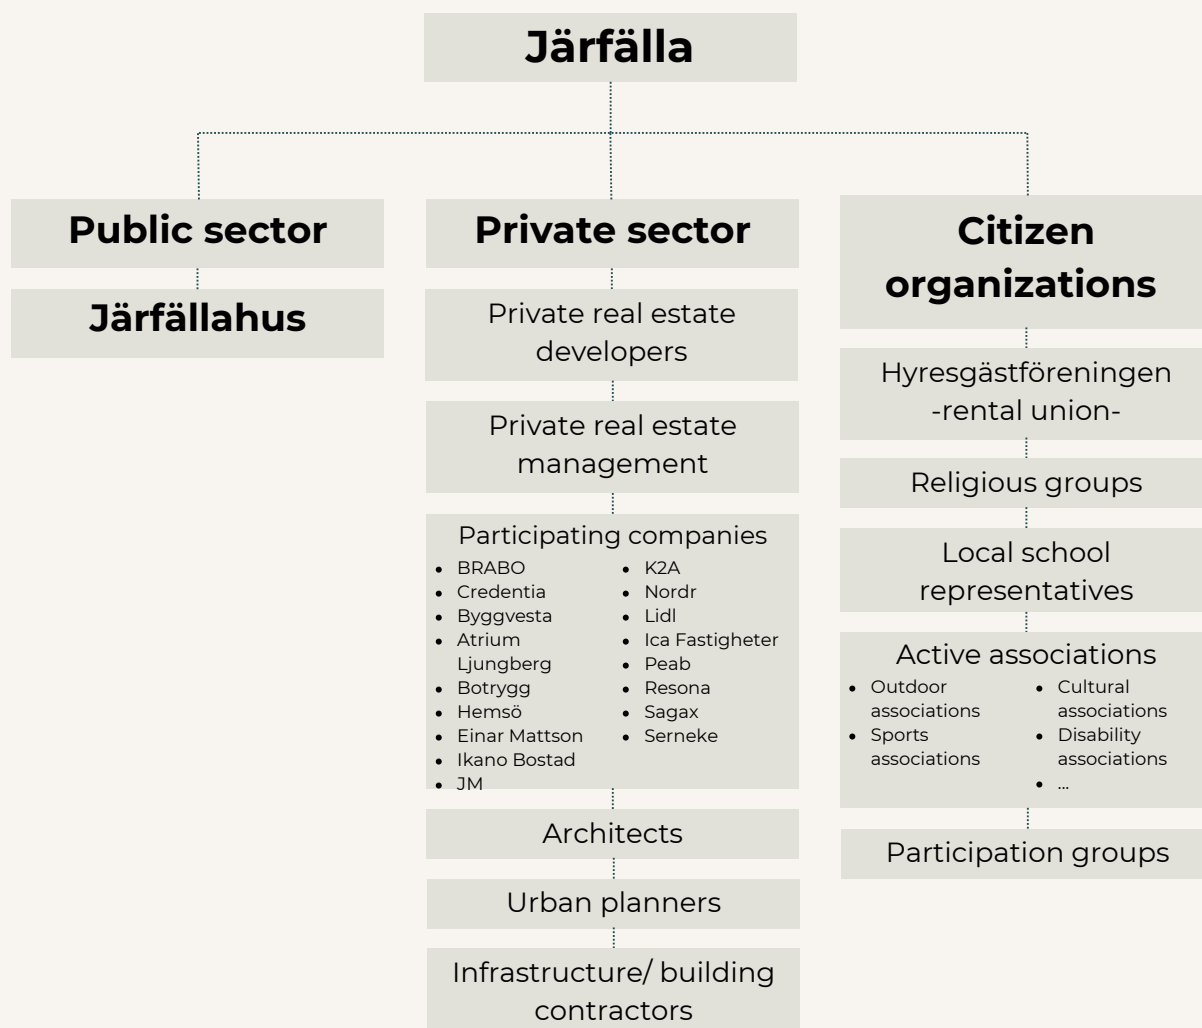 Järfälla
Public sector
Järfällahus
Private sector
Private real estate
developers
Private real estate
management
Participating companies
• BRABO
• Credentia
• Byggvesta
• Atrium
Ljungberg
• Botrygg
• Hemsö
• Einar Mattson
• Ikano Bostad
• JM
• K2A
• Nordr
• Lidl
• Ica Fastigheter
• Peab
• Resona
• Sagax
• Serneke
Architects
Urban planners
Infrastructure/ building
contractors
Citizen
organizations
Hyresgästföreningen
-rental union-
Religious groups
Local school
representatives
Active associations
• Outdoor
associations
• Sports
associations
• Cultural
associations
• Disability
associations
• ...
Participation groups